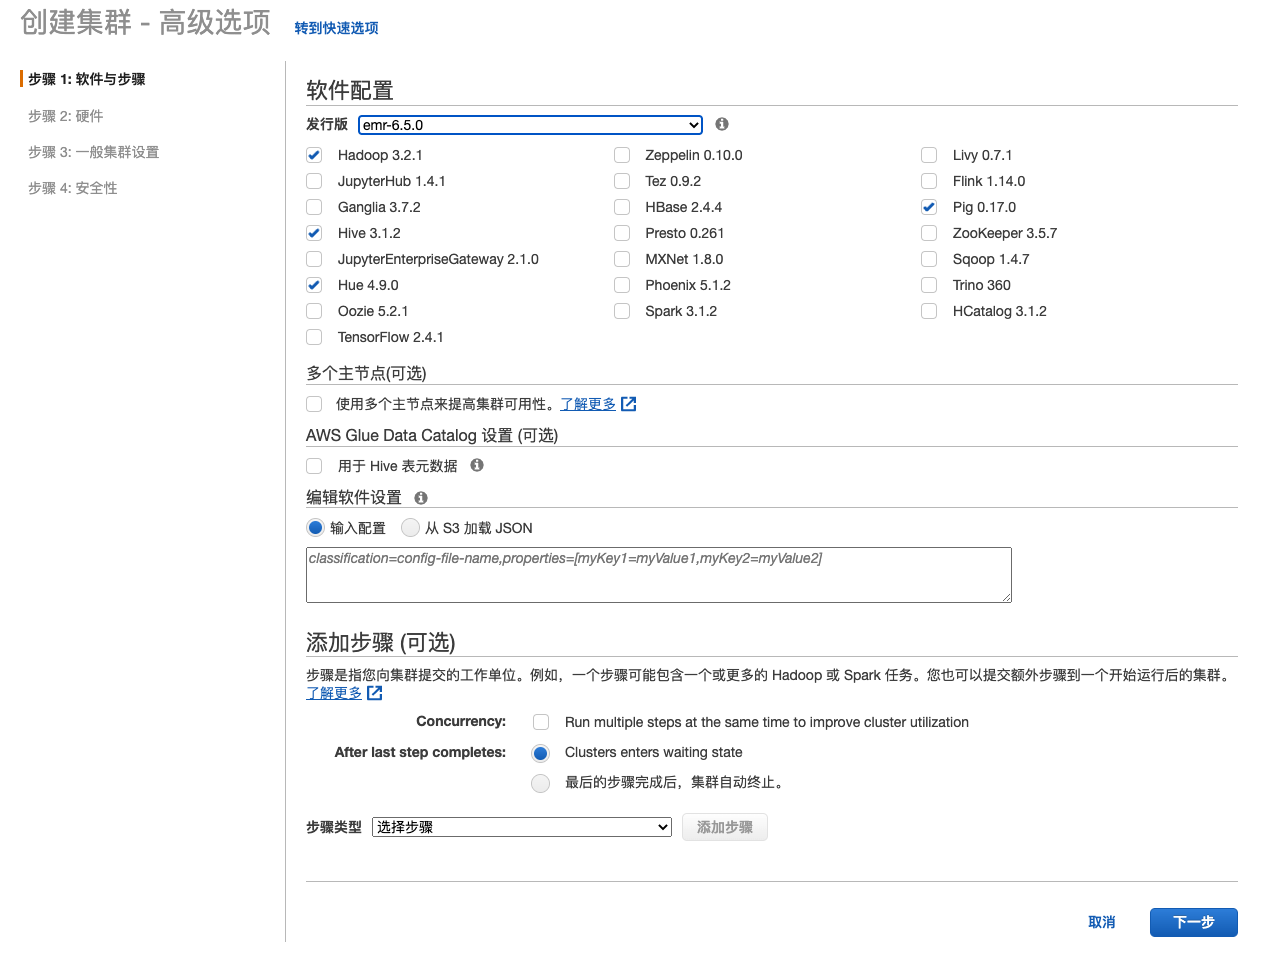 创建集群 - 高级选项 转到快速选项
步骤 1: 软件与步骤
步骤 2: 硬件
步骤 3: 一般集群设置
步骤 4: 安全性
软件配置
发行版 emr-6.5.0
Hadoop 3.2.1 Zeppelin 0.10.0 Livy 0.7.1
JupyterHub 1.4.1 Tez 0.9.2 Flink 1.14.0
Ganglia 3.7.2 HBase 2.4.4 Pig 0.17.0
Hive 3.1.2 Presto 0.261 ZooKeeper 3.5.7
JupyterEnterpriseGateway 2.1.0 MXNet 1.8.0 Sqoop 1.4.7
Hue 4.9.0 Phoenix 5.1.2 Trino 360
Oozie 5.2.1 Spark 3.1.2 HCatalog 3.1.2
TensorFlow 2.4.1
多个主节点(可选)
使用多个主节点来提高集群可用性。了解更多
AWS Glue Data Catalog 设置 (可选)
用于 Hive 表元数据
编辑软件设置
输入配置 从 S3 加载 JSON
classification=config-file-name,properties=[myKey1=myValue1,myKey2=myValue2]
添加步骤 (可选)
步骤是指您向集群提交的工作单位。例如，一个步骤可能包含一个或更多的 Hadoop 或 Spark 任务。您也可以提交额外步骤到一个开始运行后的集群。
了解更多
Concurrency: Run multiple steps at the same time to improve cluster utilization
After last step completes: Clusters enters waiting state
最后的步骤完成后，集群自动终止。
步骤类型 选择步骤 添加步骤
取消 下一步